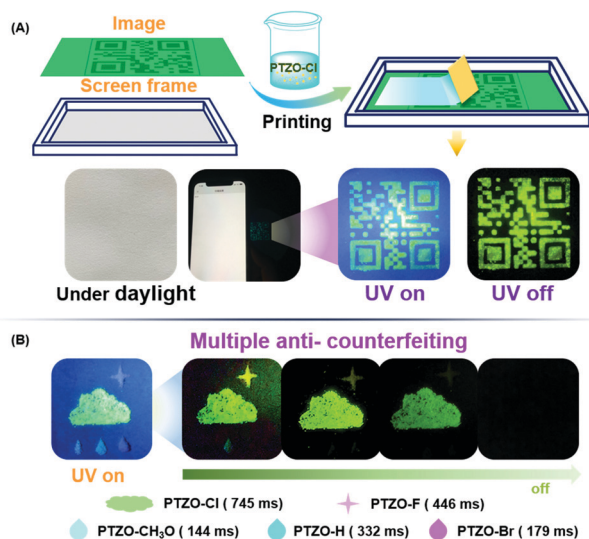 (A)
Image
PTZO-Cl
Screen frame
Printing
Under daylight
UV on
UV off
(B)
Multiple anti- counterfeiting
UV on
off
PTZO-Cl ( 745 ms)
PTZO-F ( 446 ms)
PTZO-CH₃O ( 144 ms)
PTZO-H ( 332 ms)
PTZO-Br ( 179 ms)